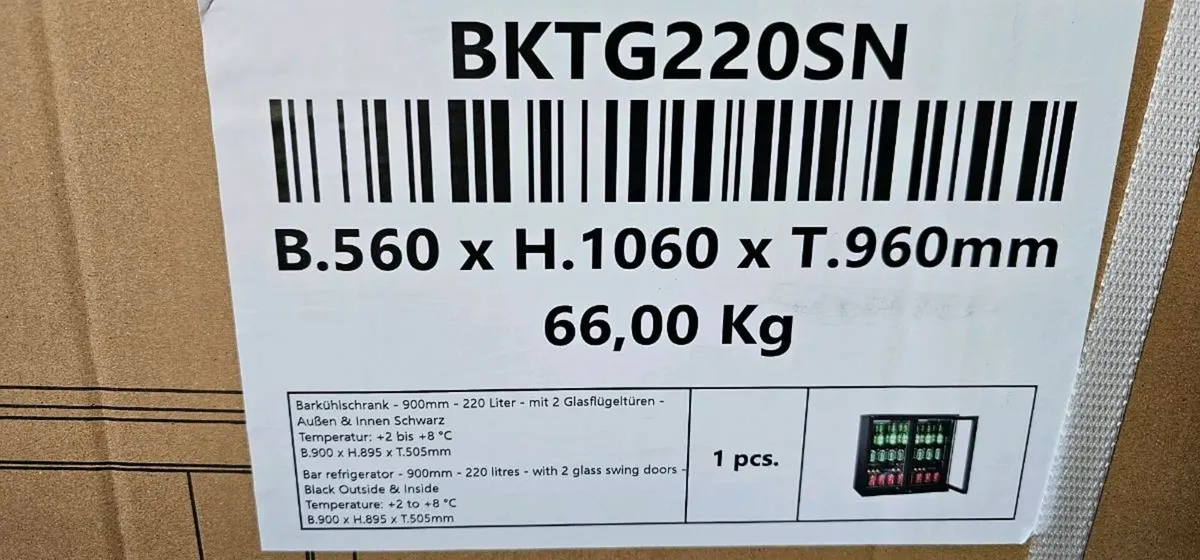 BKTG220SN
B.560 x H.1060 x T.960mm
66,00 Kg
Barkühlschrank - 900mm - 220 Liter - mit 2 Glasflügeltüren -
Außen & Innen Schwarz
Temperatur: +2 bis +8 °C
B.900 x H.895 x T.505mm
Bar refrigerator - 900mm - 220 litres - with 2 glass swing doors -
Black Outside & Inside
Temperature: +2 to +8 °C
B.900 x H.895 x T.505mm
1 pcs.